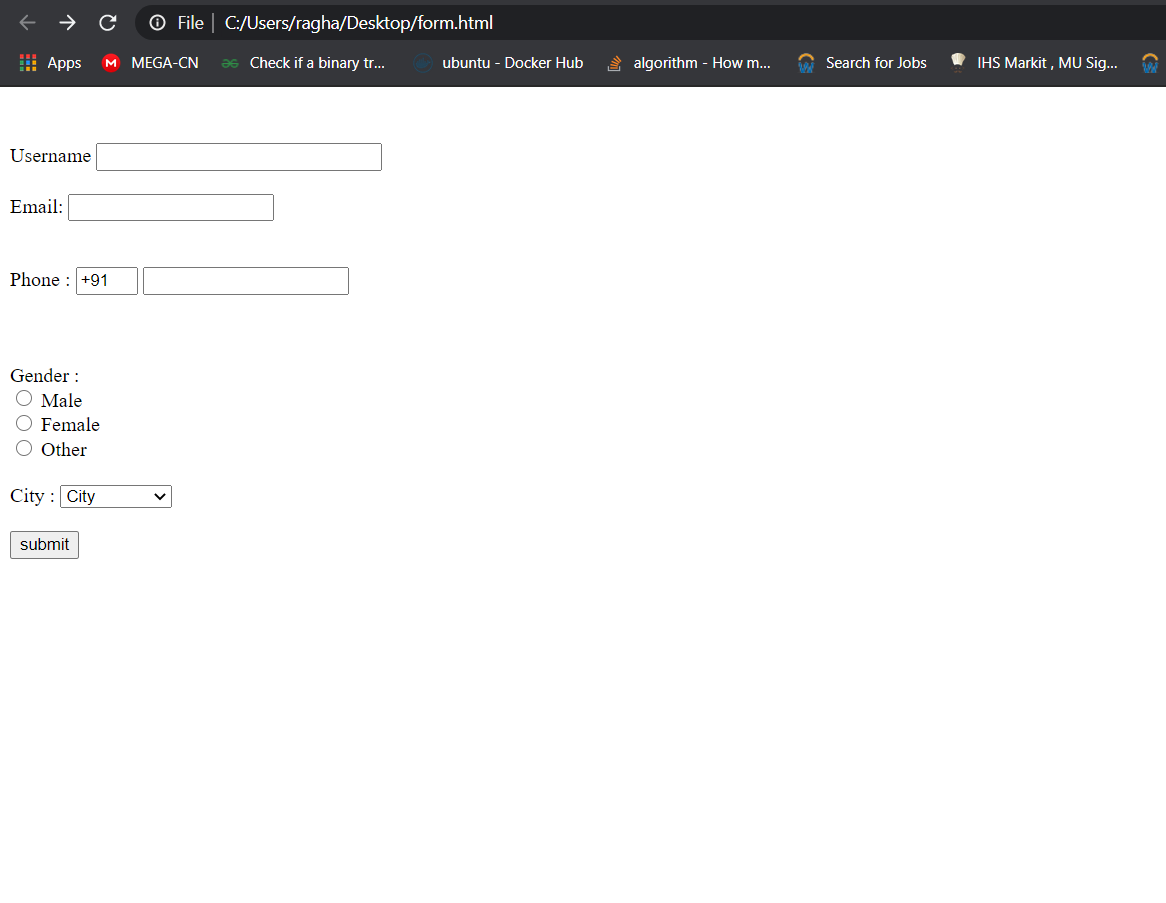 File C:/Users/ragha/Desktop/form.html
Apps MEGA-CN Check if a binary tr... ubuntu - Docker Hub algorithm - How m... Search for Jobs IHS Markit , MU Sig...
Username
Email:
Phone : +91
Gender :
Male
Female
Other
City : City
submit